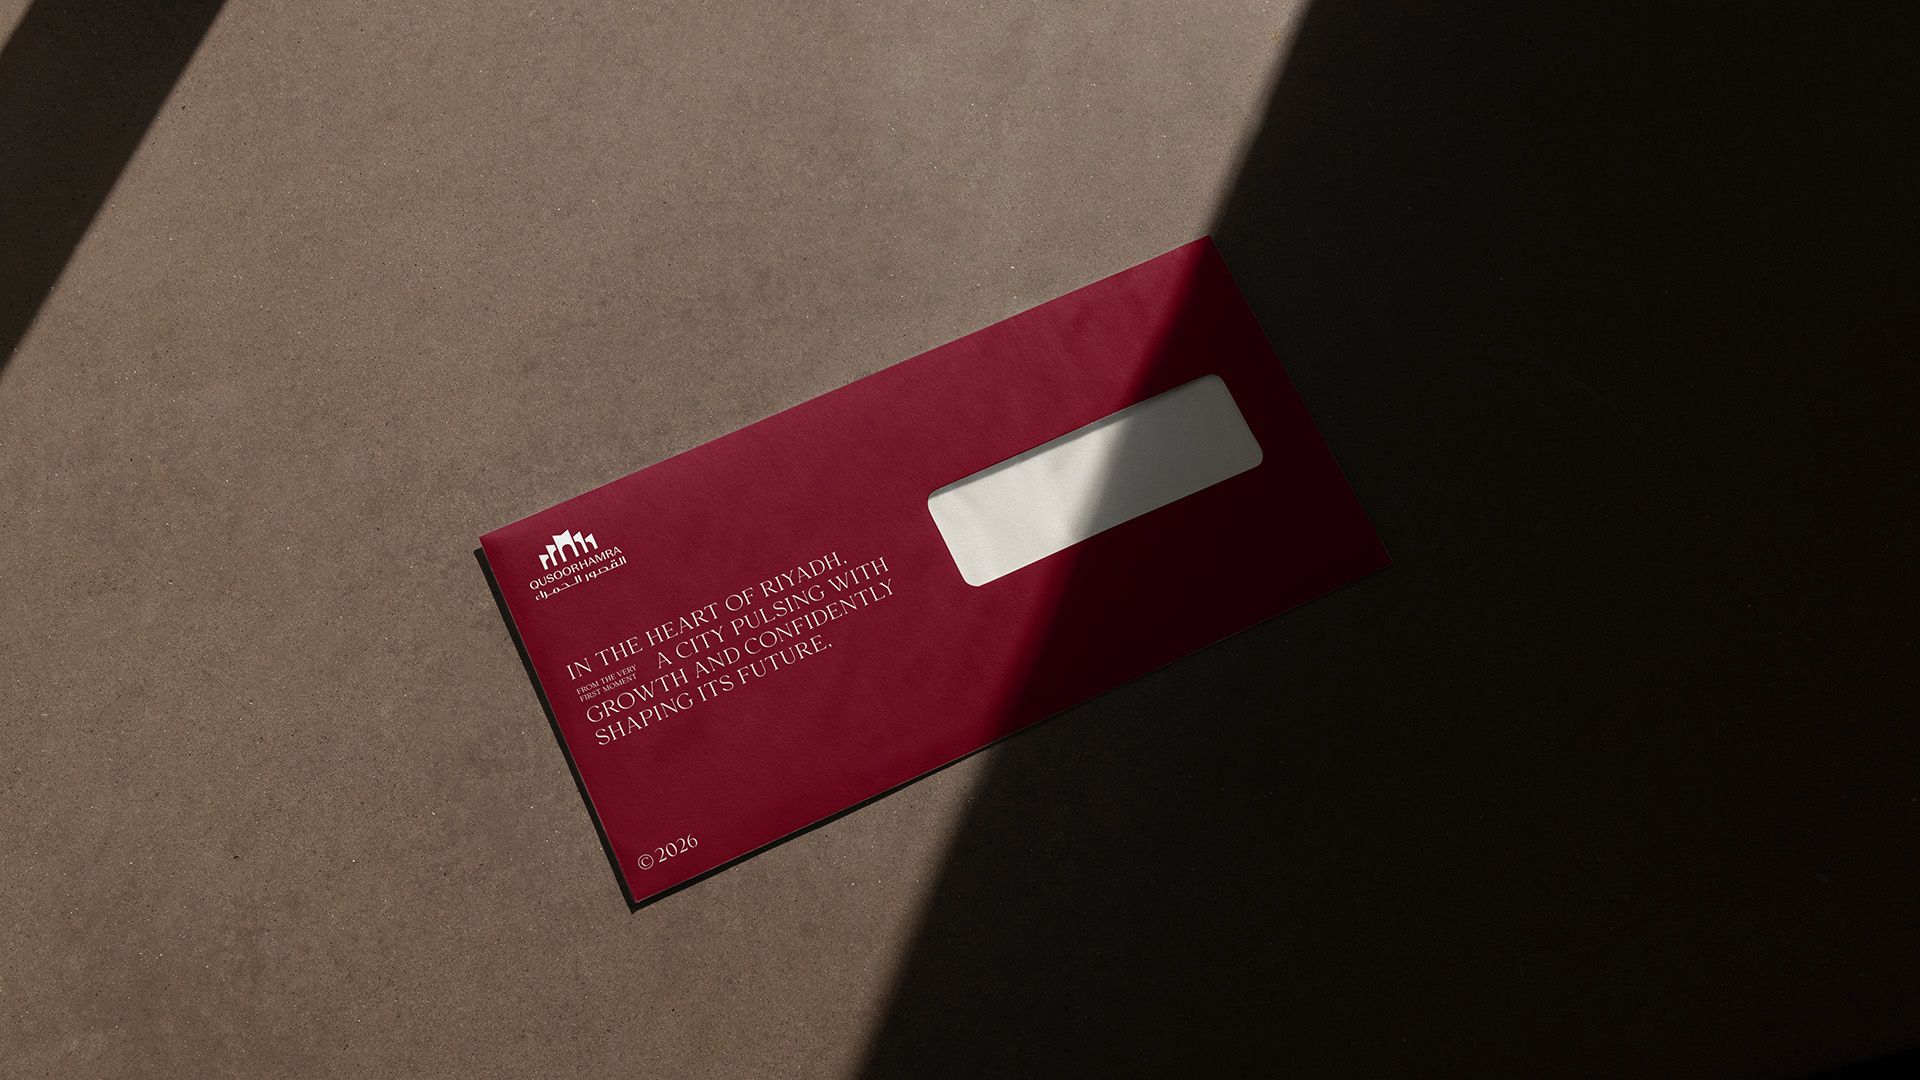 QUSOORHAMRA
القصور الحمراء
IN THE HEART OF RIYADH,
FROM THE VERY
FIRST MOMENT
A CITY PULSING WITH
GROWTH AND CONFIDENTLY
SHAPING ITS FUTURE,
© 2026